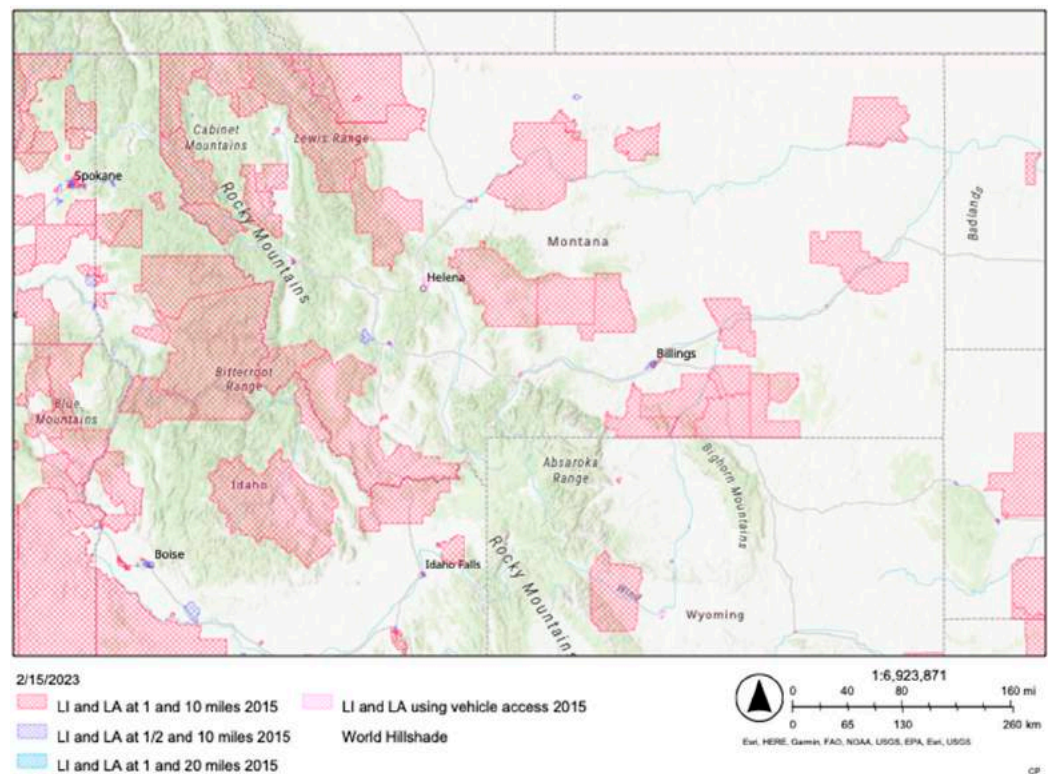 Cabinet
Mountains
Lewis Range
Spokane
Rocky Mountains
Montana
Badlands
Helena
Billings
Bitterroot
Range
Blue
Mountains
Absaroka
Range
Bighorn Mountains
Idaho
Boise
Idaho Falls
Rocky Mountains
Wind
Wyoming
2/15/2023
LI and LA at 1 and 10 miles 2015
LI and LA at 1/2 and 10 miles 2015
LI and LA at 1 and 20 miles 2015
LI and LA using vehicle access 2015
World Hillshade
1:6,923,871
0 40 80 160 mi
0 65 130 260 km
Esri, HERE, Garmin, FAO, NOAA, USGS, EPA, Esri, USGS
CP